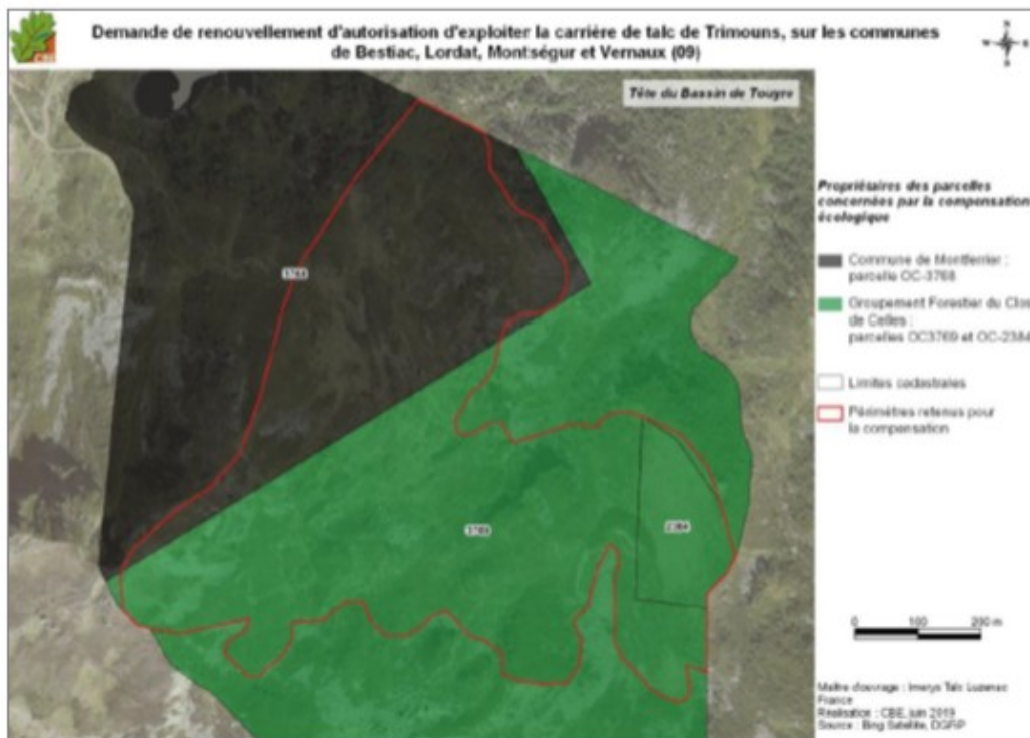 Demande de renouvellement d'autorisation d'exploiter la carrière de talc de Trimouns, sur les communes
de Bestiac, Lordat, Montségur et Vernaux (09)
CBE
Tête du Bassin de Touyre
Propriétaires des parcelles
concernées par la compensation
écologique
Commune de Montferrier :
parcelle OC-3768
Groupement Forestier du Clos
de Celles :
parcelles OC3769 et OC-2384
Limites cadastrales
Périmètres retenus pour
la compensation
3768
3769
2384
0 100 200 m
Maître d'ouvrage : Imerys Talc Luzenac
France
Réalisation : CBE, juin 2019
Source : Bing Satellite, DGFiP